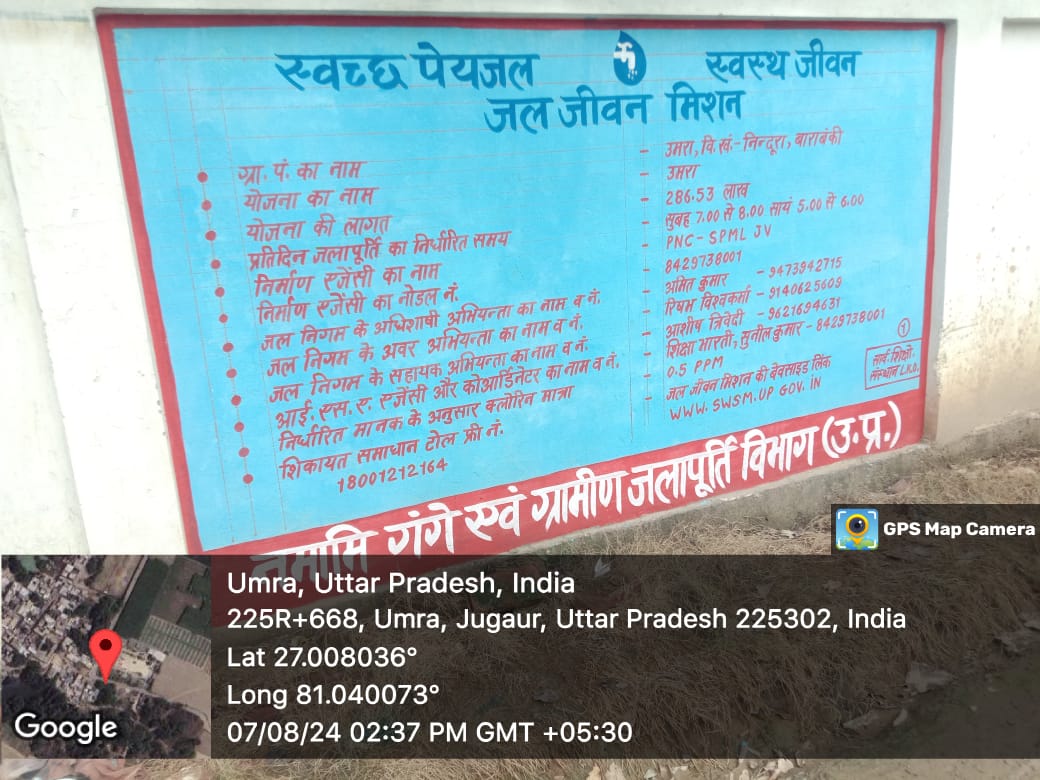 स्वच्छ पेयजल स्वस्थ जीवन
जल जीवन मिशन
ग्रा. पं. का नाम - उमरा, वि.खं.-निन्दूरा, बाराबंकी
योजना का नाम - उमरा
योजना की लागत - 286.53 लाख
प्रतिदिन जलापूर्ति का निर्धारित समय - सुबह 7.00 से 8.00 सायं 5.00 से 6.00
निर्माण एजेंसी का नाम - PNC-SPML JV
निर्माण एजेंसी का नोडल नं. - 8429738001
जल निगम के अधिशाषी अभियन्ता का नाम व नं. - अमित कुमार - 9473942715
जल निगम के अवर अभियन्ता का नाम व नं. - रिषभ विश्वकर्मा - 9140625609
जल निगम के सहायक अभियन्ता का नाम व नं. - आशीष त्रिवेदी - 9621694631
आई.एस.ए. एजेंसी और कोआर्डिनेटर का नाम व नं. - शिक्षा भारती, सुनील कुमार - 8429738001
निर्धारित मानक के अनुसार क्लोरिन मात्रा - 0.5 PPM
शिकायत समाधान टोल फ्री नं. - जल जीवन मिशन की वेबसाइड लिंक
18001212164 WWW.SWSM.UP GOV.IN
1
सार्व. शिक्षो.
संस्थान L.K.O.
नमामि गंगे एवं ग्रामीण जलापूर्ति विभाग (उ.प्र.)
GPS Map Camera
Umra, Uttar Pradesh, India
225R+668, Umra, Jugaur, Uttar Pradesh 225302, India
Lat 27.008036°
Long 81.040073°
07/08/24 02:37 PM GMT +05:30
Google